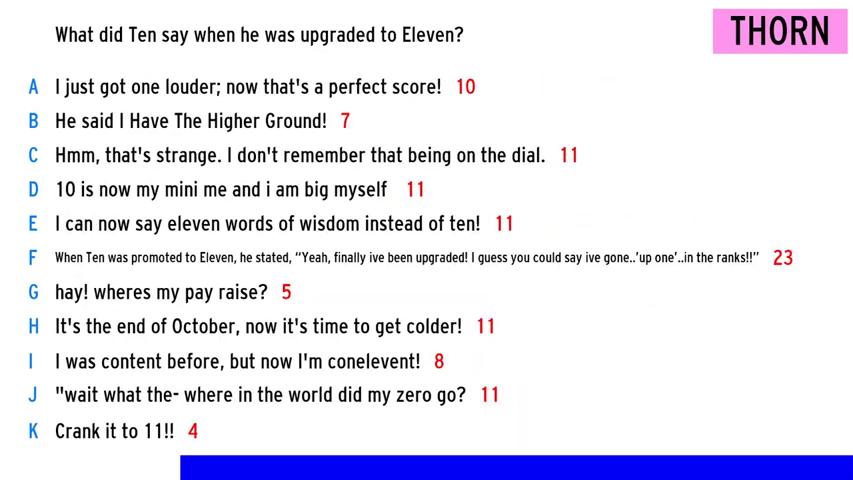 What did Ten say when he was upgraded to Eleven?
THORN
A I just got one louder; now that's a perfect score! 10
B He said I Have The Higher Ground! 7
C Hmm, that's strange. I don't remember that being on the dial. 11
D 10 is now my mini me and i am big myself 11
E I can now say eleven words of wisdom instead of ten! 11
F When Ten was promoted to Eleven, he stated, “Yeah, finally ive been upgraded! I guess you could say ive gone..'up one'..in the ranks!!” 23
G hay! wheres my pay raise? 5
H It's the end of October, now it's time to get colder! 11
I I was content before, but now I'm conelevent! 8
J "wait what the- where in the world did my zero go? 11
K Crank it to 11!! 4